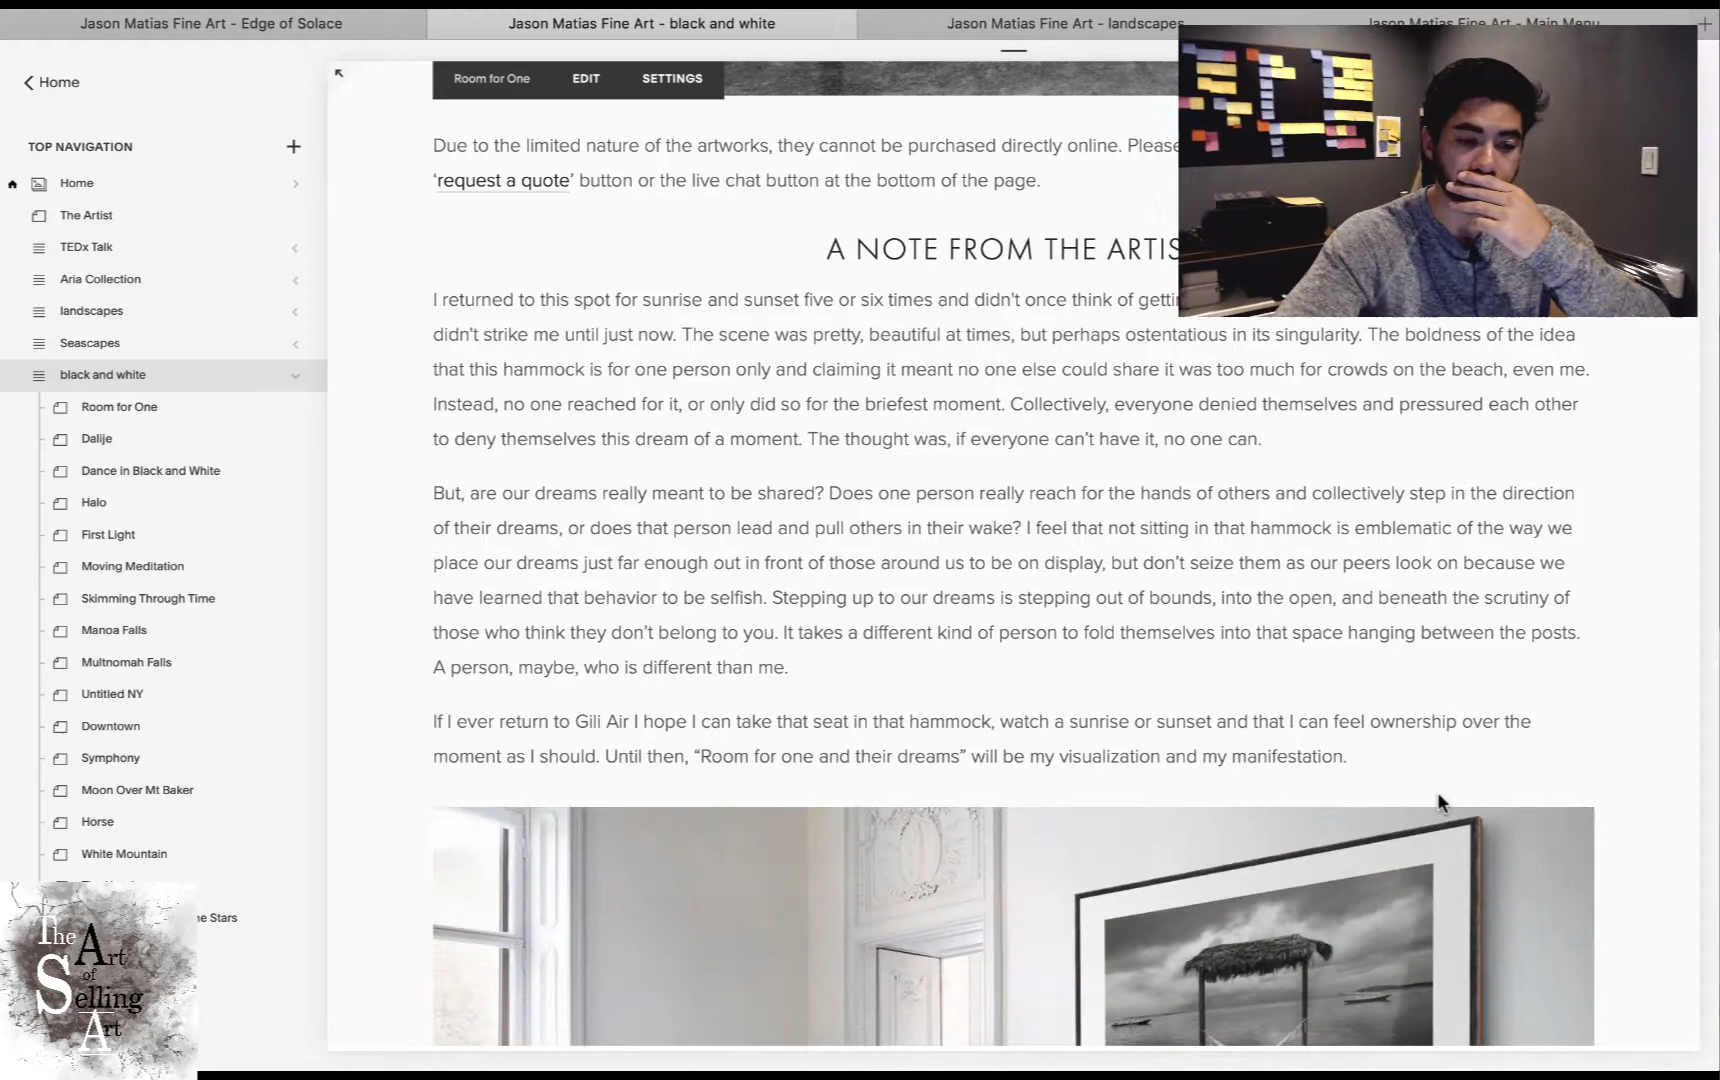 Jason Matias Fine Art - Edge of Solace
Jason Matias Fine Art - black and white
Jason Matias Fine Art - landscapes
Jason Matias Fine Art - Main Menu
Home
TOP NAVIGATION
Home
The Artist
TEDx Talk
Aria Collection
landscapes
Seascapes
black and white
Room for One
Dalije
Dance in Black and White
Halo
First Light
Moving Meditation
Skimming Through Time
Manoa Falls
Multnomah Falls
Untitled NY
Downtown
Symphony
Moon Over Mt Baker
Horse
White Mountain
he Stars
The
Art
of
Selling
Art
Room for One EDIT SETTINGS
Due to the limited nature of the artworks, they cannot be purchased directly online. Please
‘request a quote’ button or the live chat button at the bottom of the page.
A NOTE FROM THE ARTIS
I returned to this spot for sunrise and sunset five or six times and didn't once think of getti
didn't strike me until just now. The scene was pretty, beautiful at times, but perhaps ostentatious in its singularity. The boldness of the idea
that this hammock is for one person only and claiming it meant no one else could share it was too much for crowds on the beach, even me.
Instead, no one reached for it, or only did so for the briefest moment. Collectively, everyone denied themselves and pressured each other
to deny themselves this dream of a moment. The thought was, if everyone can’t have it, no one can.
But, are our dreams really meant to be shared? Does one person really reach for the hands of others and collectively step in the direction
of their dreams, or does that person lead and pull others in their wake? I feel that not sitting in that hammock is emblematic of the way we
place our dreams just far enough out in front of those around us to be on display, but don’t seize them as our peers look on because we
have learned that behavior to be selfish. Stepping up to our dreams is stepping out of bounds, into the open, and beneath the scrutiny of
those who think they don’t belong to you. It takes a different kind of person to fold themselves into that space hanging between the posts.
A person, maybe, who is different than me.
If I ever return to Gili Air I hope I can take that seat in that hammock, watch a sunrise or sunset and that I can feel ownership over the
moment as I should. Until then, “Room for one and their dreams” will be my visualization and my manifestation.